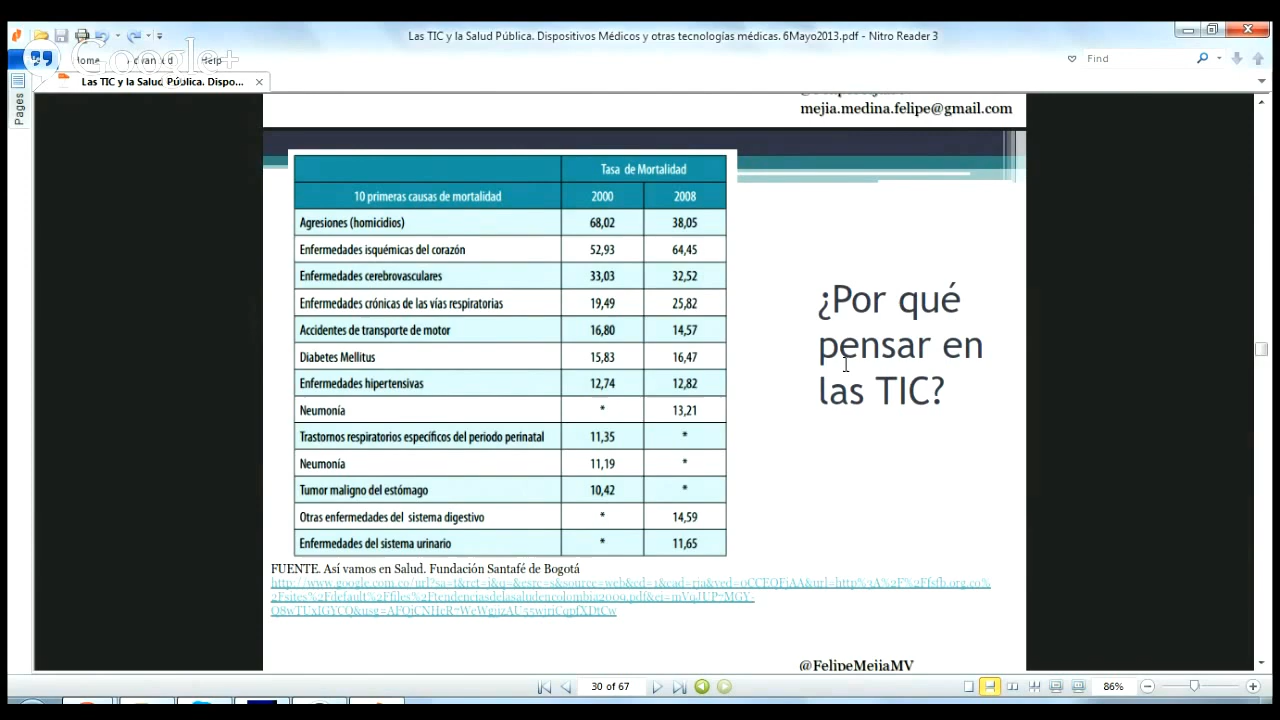 Las TIC y la Salud Pública. Dispositivos Médicos y otras tecnologías médicas. 6Mayo2013.pdf - Nitro Reader 3
Google+
Home
Help
Find
Las TIC y la Salud Pública. Dispo...
Pages
mejia.medina.felipe@gmail.com
Tasa de Mortalidad
10 primeras causas de mortalidad 2000 2008
Agresiones (homicidios) 68,02 38,05
Enfermedades isquémicas del corazón 52,93 64,45
Enfermedades cerebrovasculares 33,03 32,52
Enfermedades crónicas de las vías respiratorias 19,49 25,82
Accidentes de transporte de motor 16,80 14,57
Diabetes Mellitus 15,83 16,47
Enfermedades hipertensivas 12,74 12,82
Neumonía * 13,21
Trastornos respiratorios específicos del periodo perinatal 11,35 *
Neumonía 11,19 *
Tumor maligno del estómago 10,42 *
Otras enfermedades del sistema digestivo * 14,59
Enfermedades del sistema urinario * 11,65
¿Por qué
pensar en
las TIC?
FUENTE. Así vamos en Salud. Fundación Santafé de Bogotá
@FelipeMejiaMV
30 of 67
86%